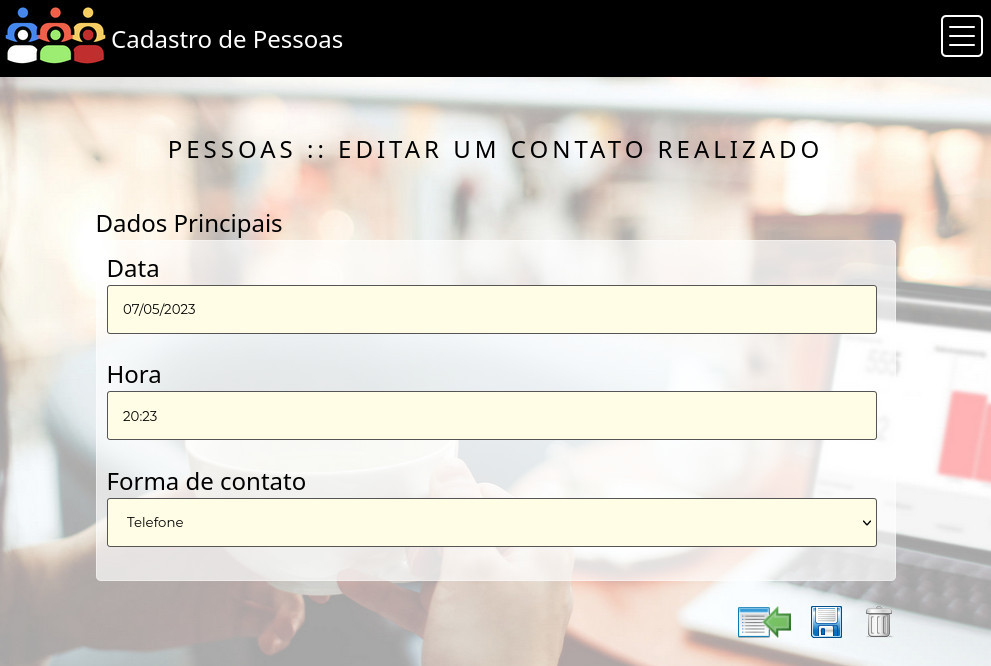 Cadastro de Pessoas
PESSOAS :: EDITAR UM CONTATO REALIZADO
Dados Principais
Data
07/05/2023
Hora
20:23
Forma de contato
Telefone